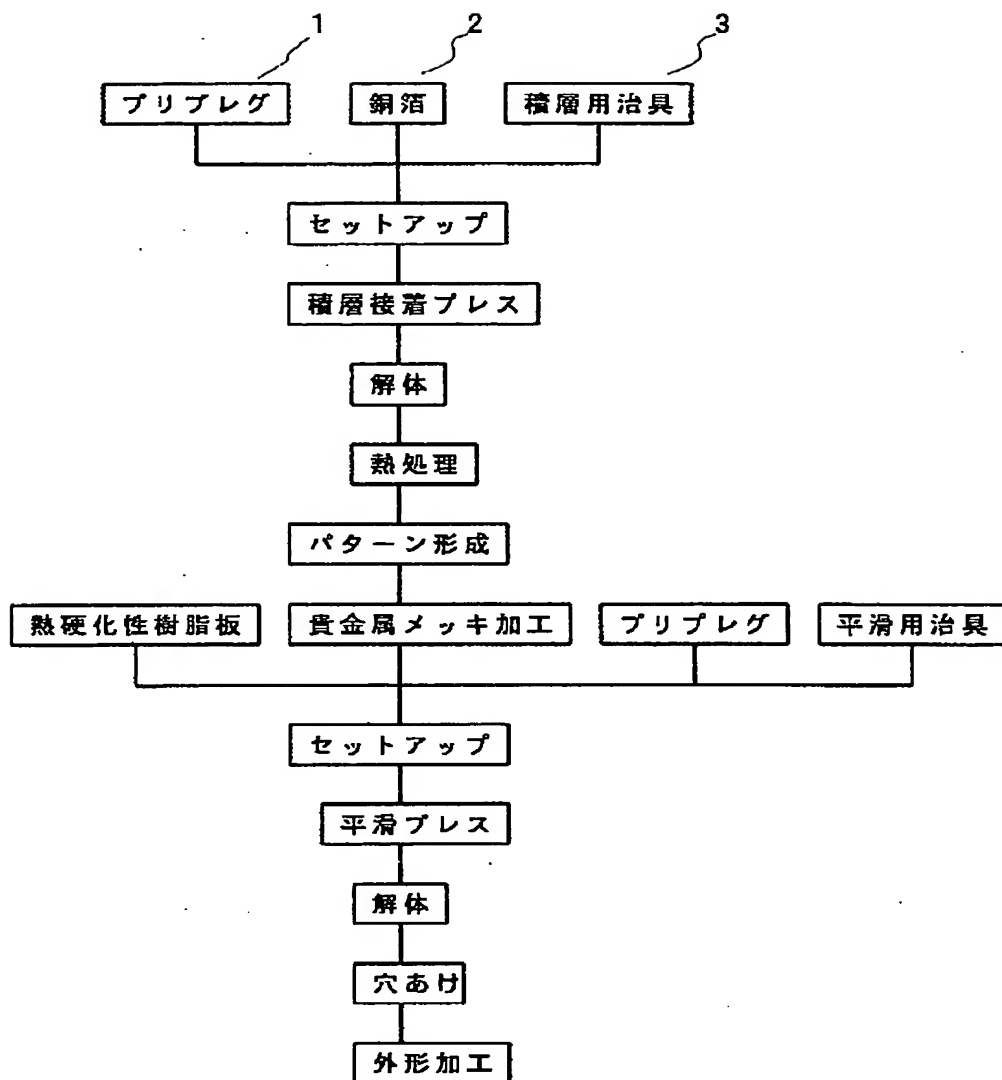 1 2 3
プリプレグ 銅箔 積層用治具
セットアップ
積層接着プレス
解体
熱処理
パターン形成
熱硬化性樹脂板 貴金属メッキ加工 プリプレグ 平滑用治具
セットアップ
平滑プレス
解体
穴あけ
外形加工